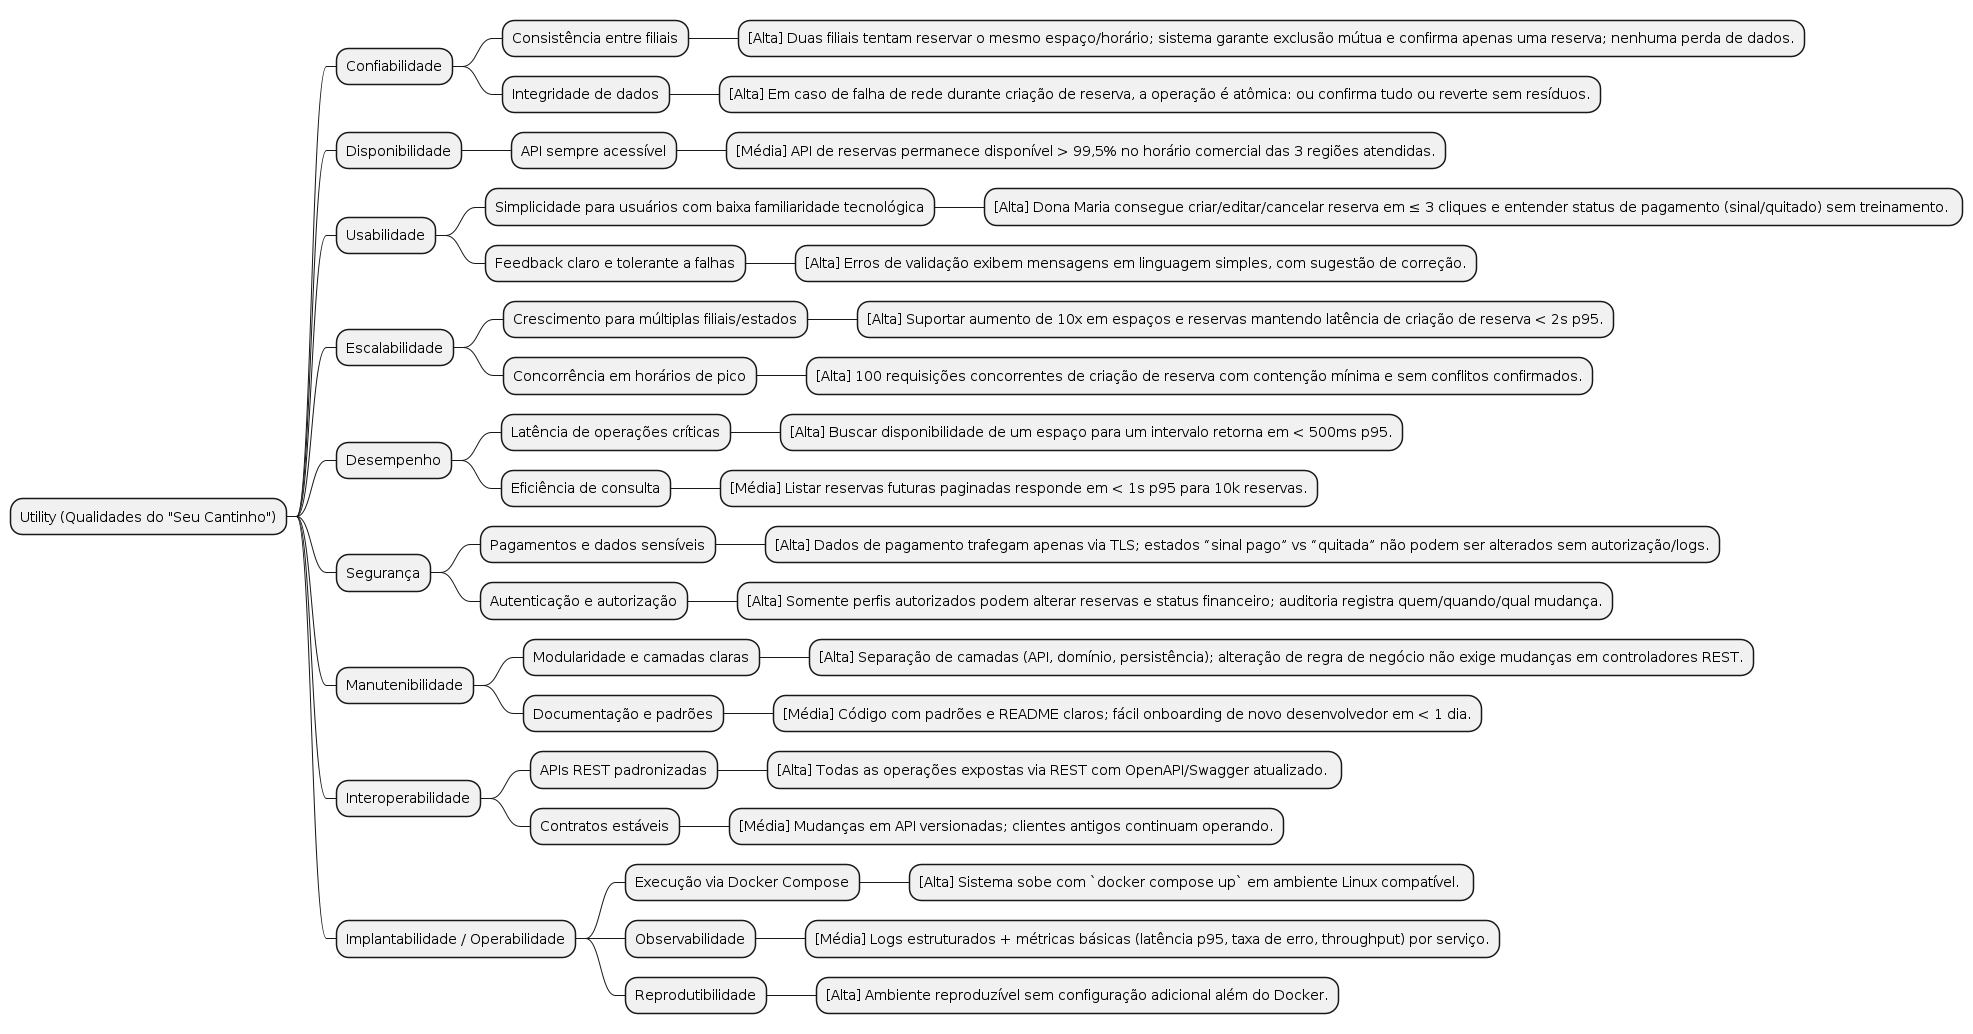 Utility (Qualidades do "Seu Cantinho")
Confiabilidade
Consistência entre filiais
[Alta] Duas filiais tentam reservar o mesmo espaço/horário; sistema garante exclusão mútua e confirma apenas uma reserva; nenhuma perda de dados.
Integridade de dados
[Alta] Em caso de falha de rede durante criação de reserva, a operação é atômica: ou confirma tudo ou reverte sem resíduos.
Disponibilidade
API sempre acessível
[Média] API de reservas permanece disponível > 99,5% no horário comercial das 3 regiões atendidas.
Usabilidade
Simplicidade para usuários com baixa familiaridade tecnológica
[Alta] Dona Maria consegue criar/editar/cancelar reserva em ≤ 3 cliques e entender status de pagamento (sinal/quitado) sem treinamento.
Feedback claro e tolerante a falhas
[Alta] Erros de validação exibem mensagens em linguagem simples, com sugestão de correção.
Escalabilidade
Crescimento para múltiplas filiais/estados
[Alta] Suportar aumento de 10x em espaços e reservas mantendo latência de criação de reserva < 2s p95.
Concorrência em horários de pico
[Alta] 100 requisições concorrentes de criação de reserva com contenção mínima e sem conflitos confirmados.
Desempenho
Latência de operações críticas
[Alta] Buscar disponibilidade de um espaço para um intervalo retorna em < 500ms p95.
Eficiência de consulta
[Média] Listar reservas futuras paginadas responde em < 1s p95 para 10k reservas.
Segurança
Pagamentos e dados sensíveis
[Alta] Dados de pagamento trafegam apenas via TLS; estados “sinal pago” vs “quitada” não podem ser alterados sem autorização/logs.
Autenticação e autorização
[Alta] Somente perfis autorizados podem alterar reservas e status financeiro; auditoria registra quem/quando/qual mudança.
Manutenibilidade
Modularidade e camadas claras
[Alta] Separação de camadas (API, domínio, persistência); alteração de regra de negócio não exige mudanças em controladores REST.
Documentação e padrões
[Média] Código com padrões e README claros; fácil onboarding de novo desenvolvedor em < 1 dia.
Interoperabilidade
APIs REST padronizadas
[Alta] Todas as operações expostas via REST com OpenAPI/Swagger atualizado.
Contratos estáveis
[Média] Mudanças em API versionadas; clientes antigos continuam operando.
Implantabilidade / Operabilidade
Execução via Docker Compose
[Alta] Sistema sobe com `docker compose up` em ambiente Linux compatível.
Observabilidade
[Média] Logs estruturados + métricas básicas (latência p95, taxa de erro, throughput) por serviço.
Reprodutibilidade
[Alta] Ambiente reproduzível sem configuração adicional além do Docker.